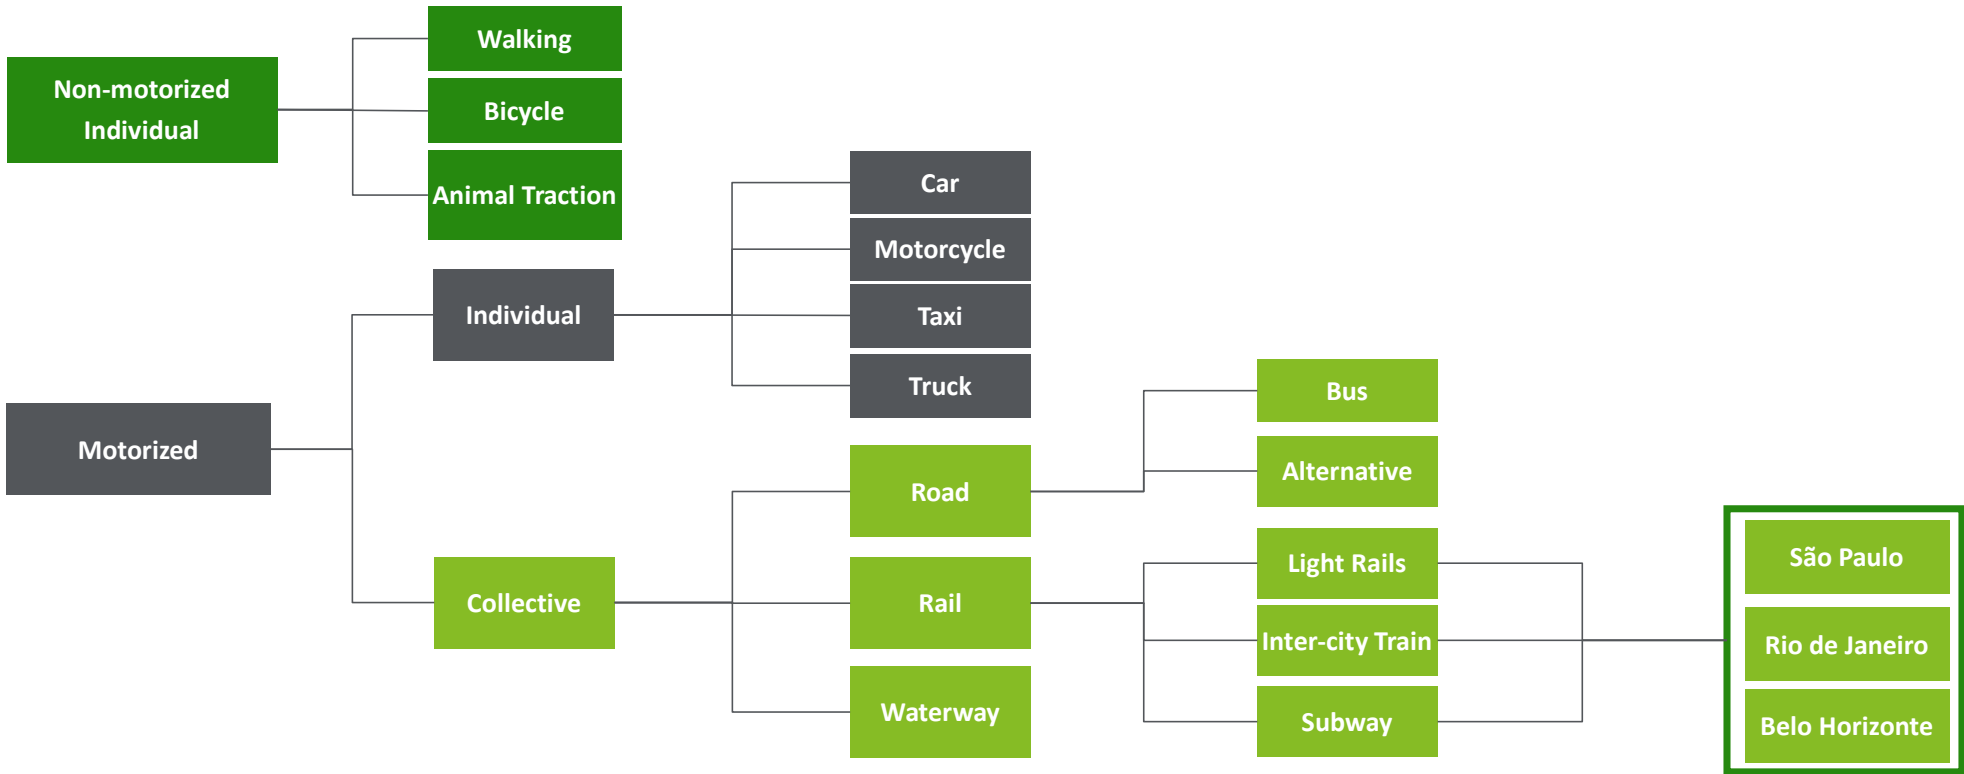 Non-motorized
Individual
Walking
Bicycle
Animal Traction
Motorized
Individual
Car
Motorcycle
Taxi
Truck
Collective
Road
Bus
Alternative
Rail
Light Rails
Inter-city Train
Subway
Waterway
São Paulo
Rio de Janeiro
Belo Horizonte